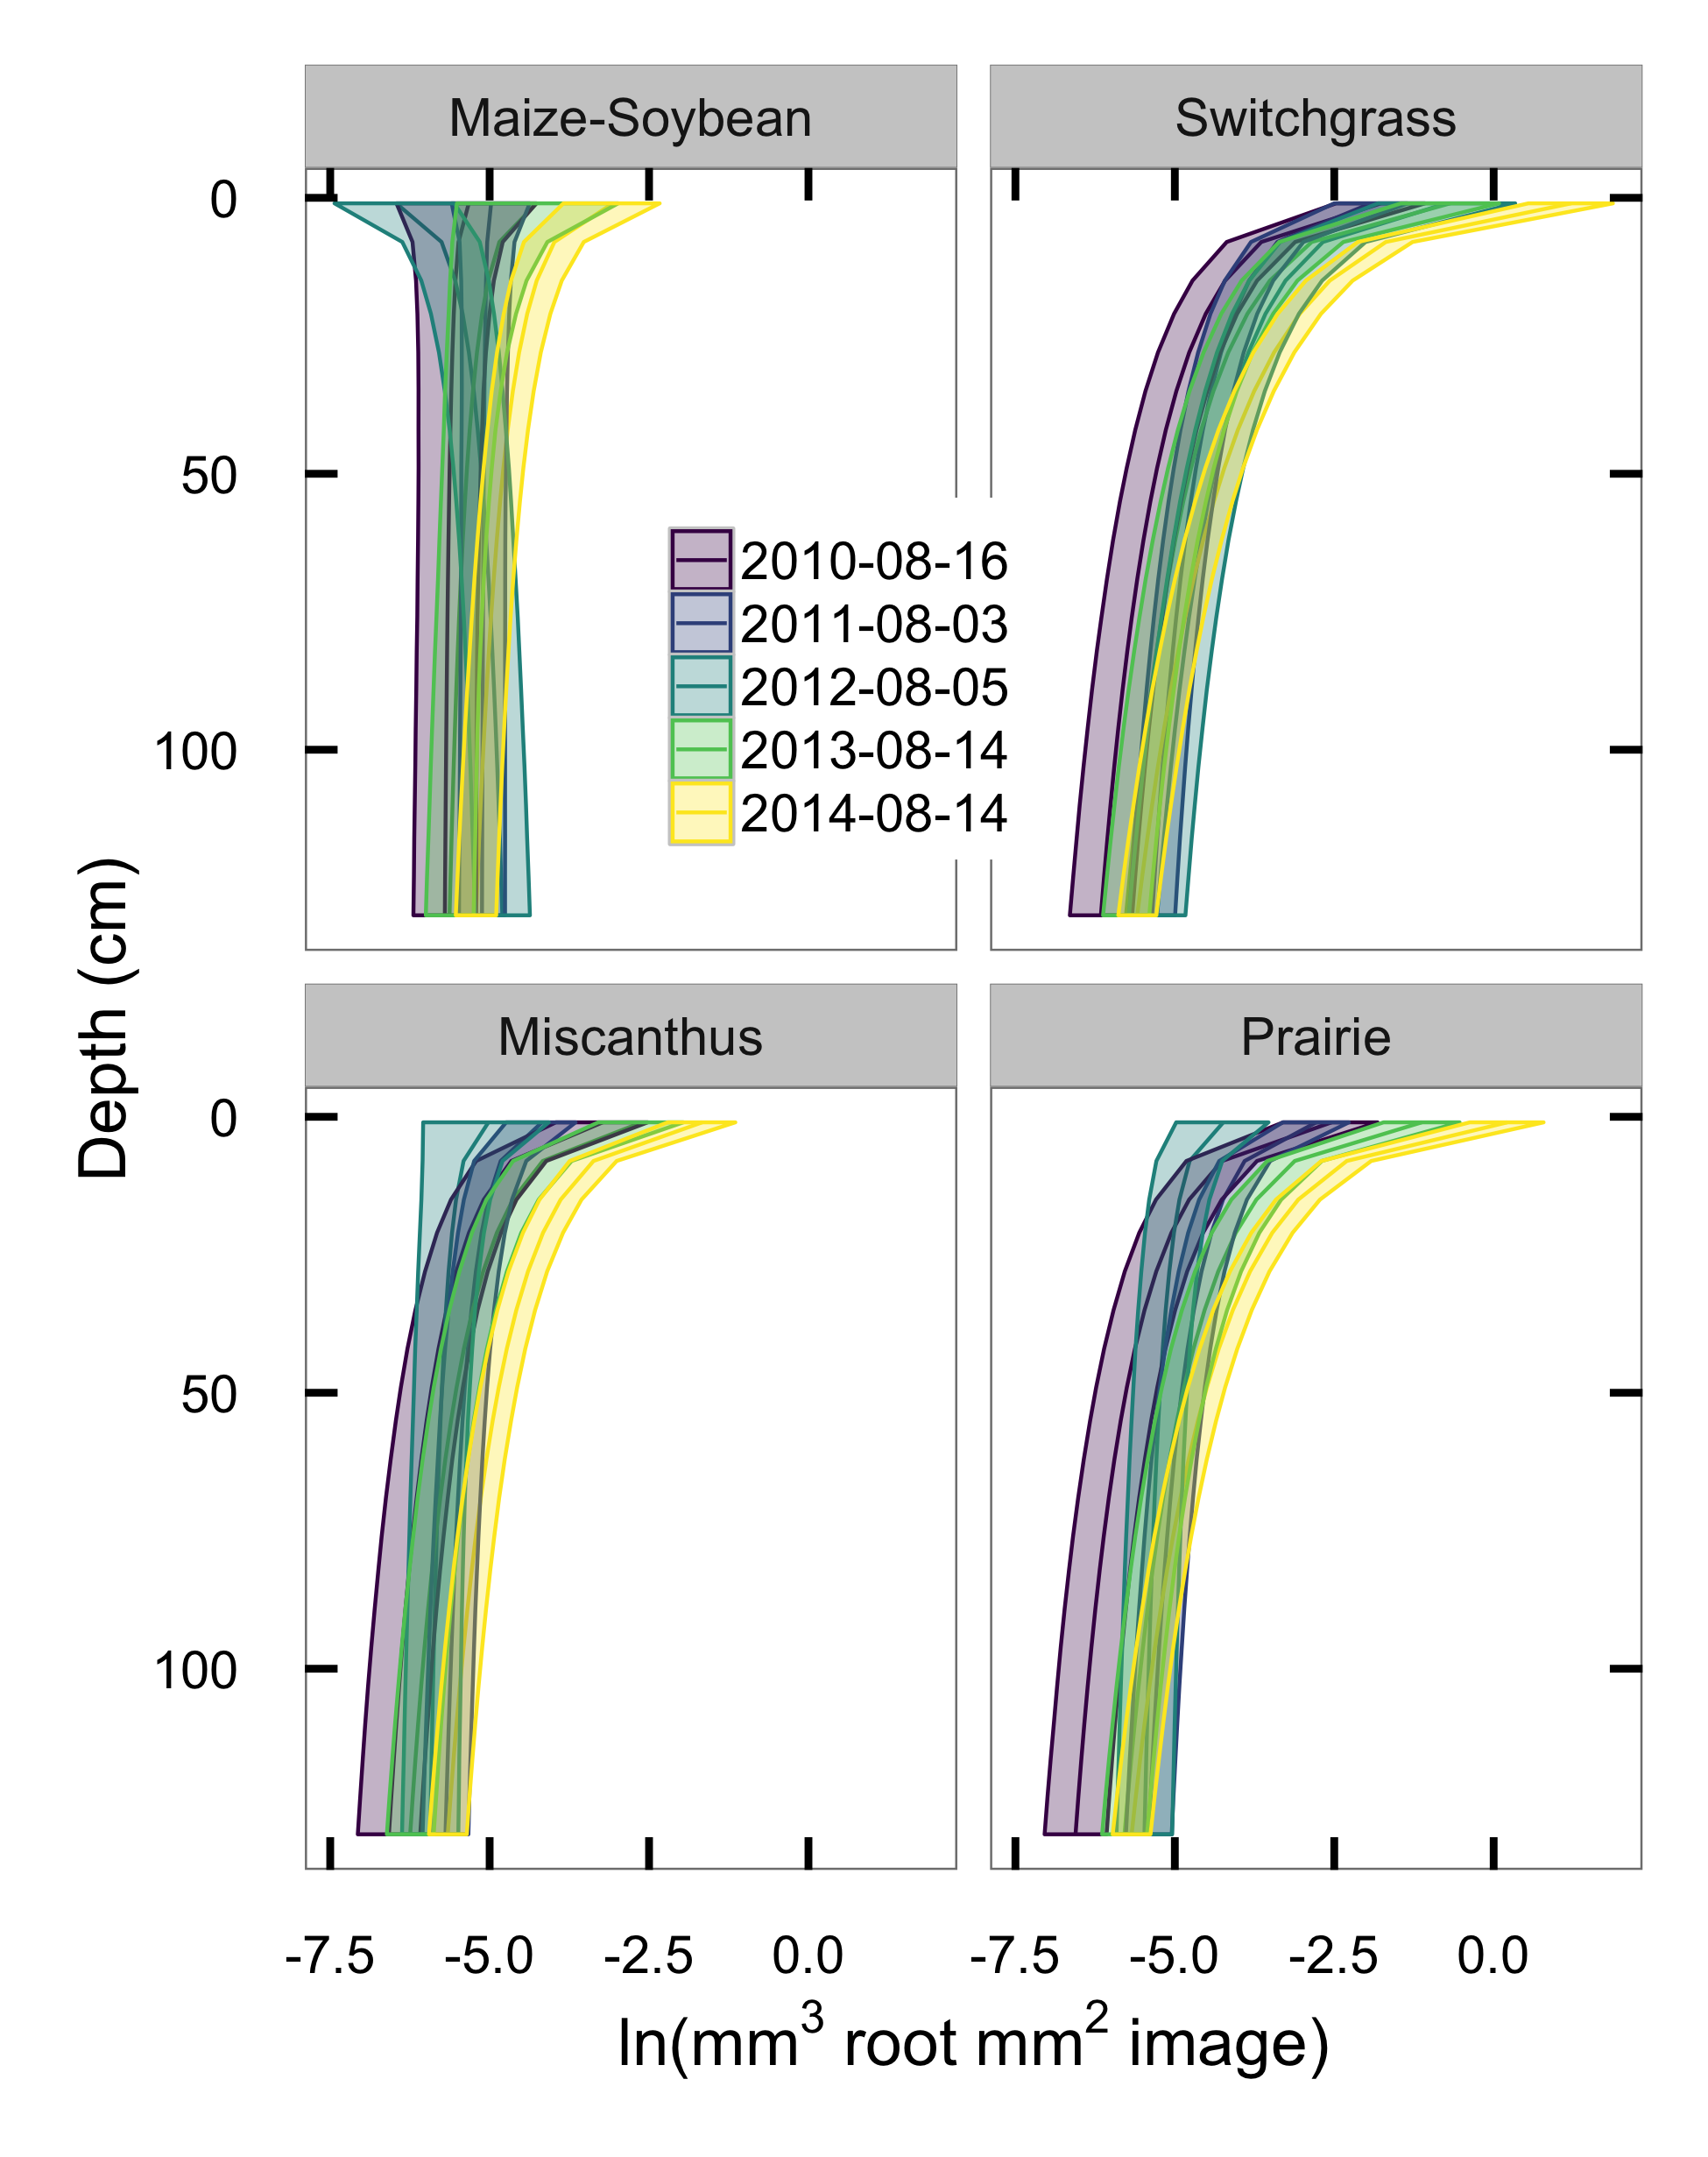 Maize-Soybean
Switchgrass
0
50
100
2010-08-16
2011-08-03
2012-08-05
2013-08-14
2014-08-14
Depth (cm)
Miscanthus
Prairie
0
50
100
-7.5 -5.0 -2.5 0.0 -7.5 -5.0 -2.5 0.0
ln(mm³ root mm² image)